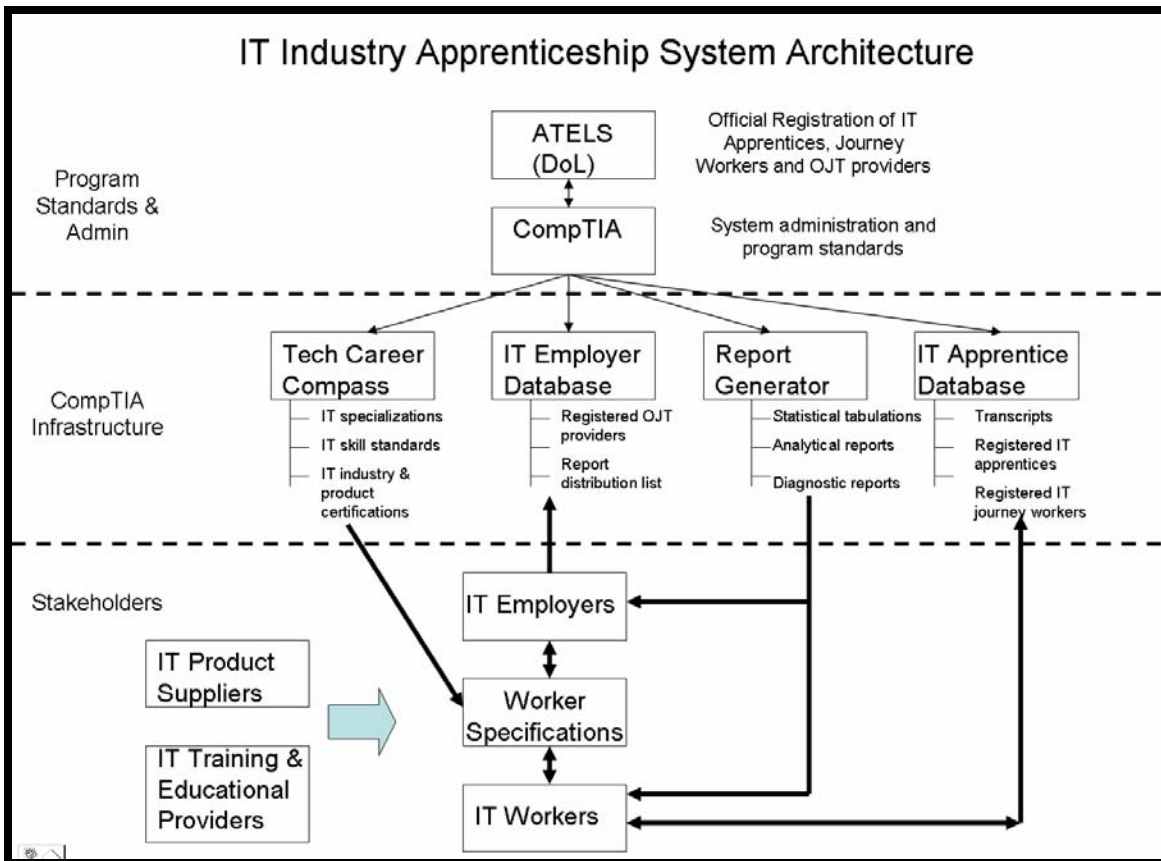 IT Industry Apprenticeship System Architecture
ATELS
(DoL)
Official Registration of IT
Apprentices, Journey
Workers and OJT providers
Program
Standards &
Admin
CompTIA
System administration and
program standards
CompTIA
Infrastructure
Tech Career
Compass
IT specializations
IT skill standards
IT industry &
product
certifications
IT Employer
Database
Registered OJT
providers
Report
distribution list
Report
Generator
Statistical tabulations
Analytical reports
Diagnostic reports
IT Apprentice
Database
Transcripts
Registered IT
apprentices
Registered IT
journey workers
Stakeholders
IT Product
Suppliers
IT Training &
Educational
Providers
IT Employers
Worker
Specifications
IT Workers